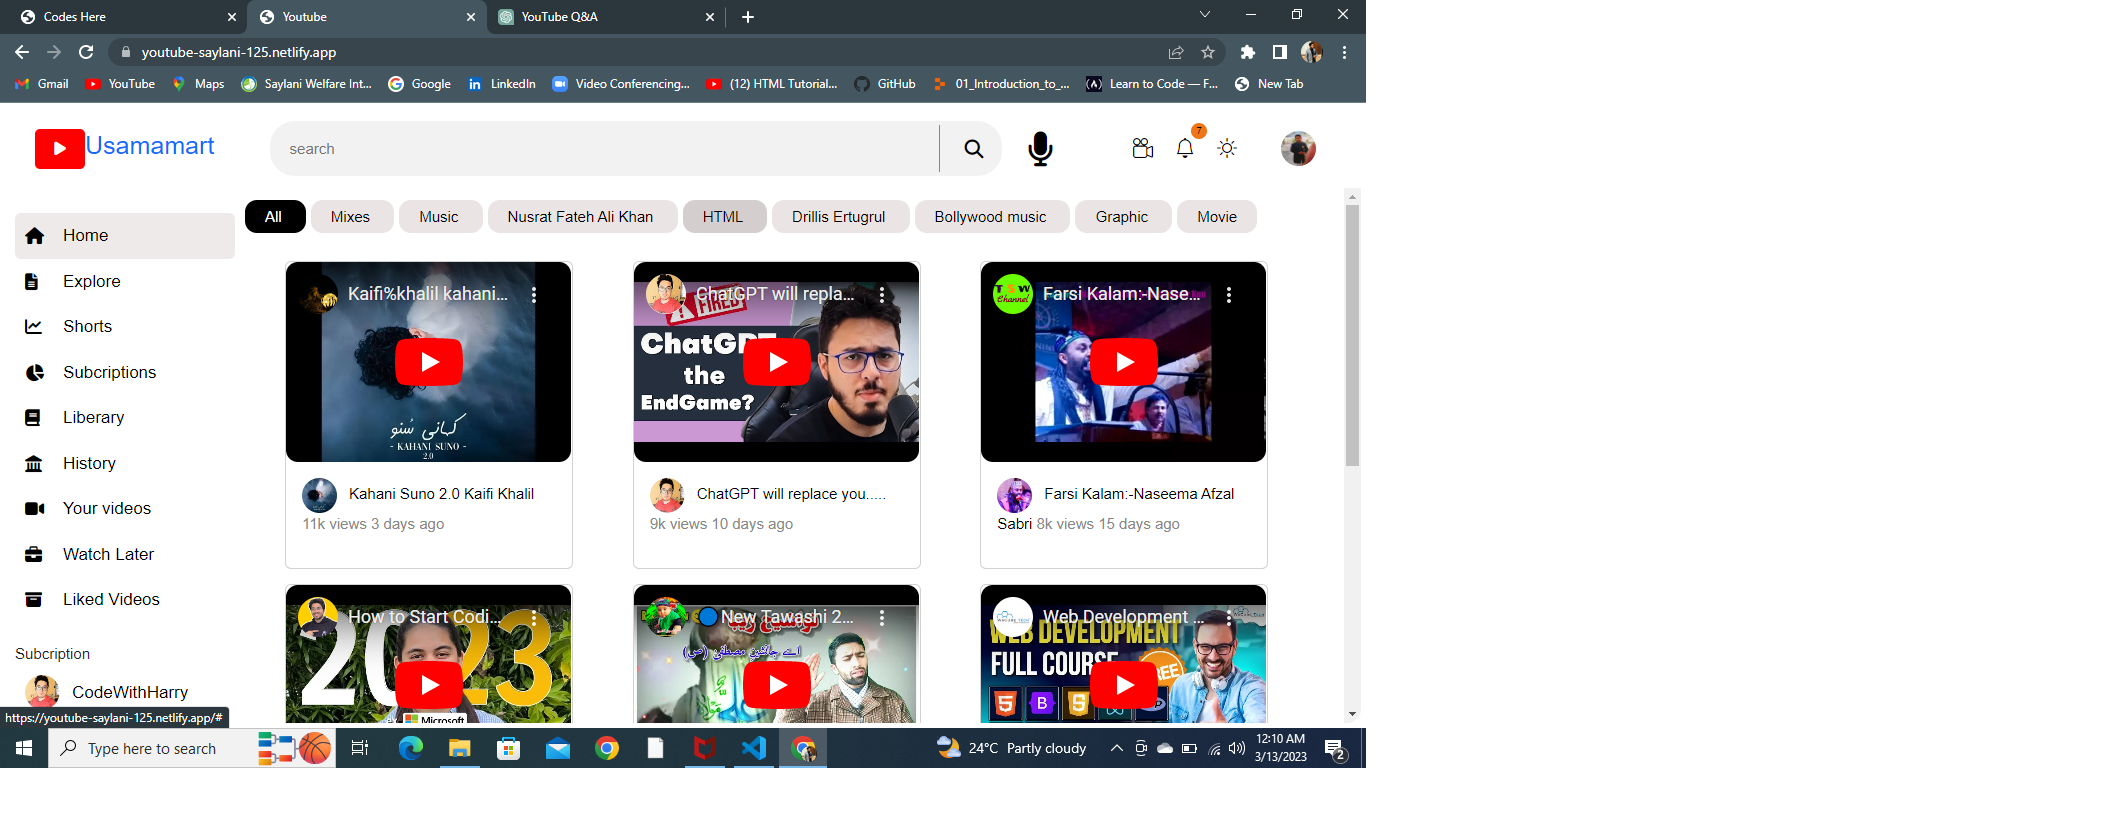 Codes Here
Youtube
YouTube Q&A
youtube-saylani-125.netlify.app
Gmail
YouTube
Maps
Saylani Welfare Int...
Google
LinkedIn
Video Conferencing...
(12) HTML Tutorial...
GitHub
01_Introduction_to_...
Learn to Code — F...
New Tab
Usamamart
search
7
All
Mixes
Music
Nusrat Fateh Ali Khan
HTML
Drillis Ertugrul
Bollywood music
Graphic
Movie
Home
Explore
Shorts
Subcriptions
Liberary
History
Your videos
Watch Later
Liked Videos
Subcription
CodeWithHarry
Kaifi%khalil kahani...
کہانی سُنو
- KAHANI SUNO -
2.0
Kahani Suno 2.0 Kaifi Khalil
11k views 3 days ago
ChatGPT will repla...
FIRED
ChatGPT
the
EndGame?
ChatGPT will replace you.....
9k views 10 days ago
Farsi Kalam:-Nase...
TSW
Channel
Farsi Kalam:-Naseema Afzal
Sabri 8k views 15 days ago
How to Start Codi...
2023
Microsoft
New Tawashi 2...
اے جانشین مصطفی (ص)
Web Development ...
WEB DEVELOPMENT
FULL COURSE
FREE
https://youtube-saylani-125.netlify.app/#
Type here to search
24°C Partly cloudy
12:10 AM
3/13/2023
2